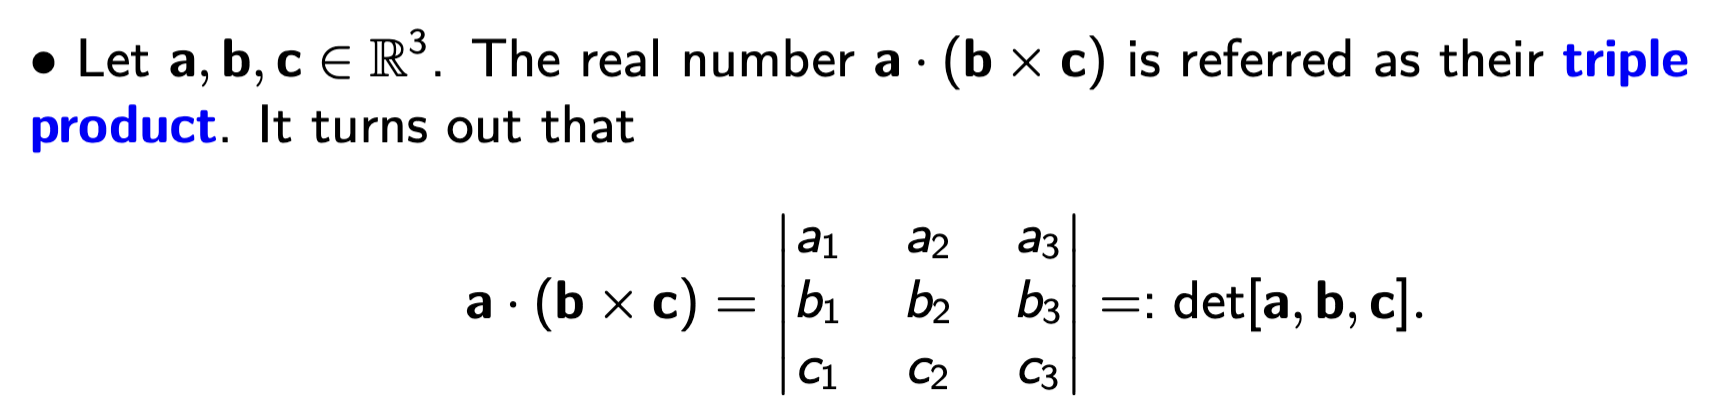 • Let a, b, c ∈ ℝ³. The real number a · (b × c) is referred as their triple
product. It turns out that
a · (b × c) = | a₁ a₂ a₃ |
| b₁ b₂ b₃ | =: det[a, b, c].
| c₁ c₂ c₃ |